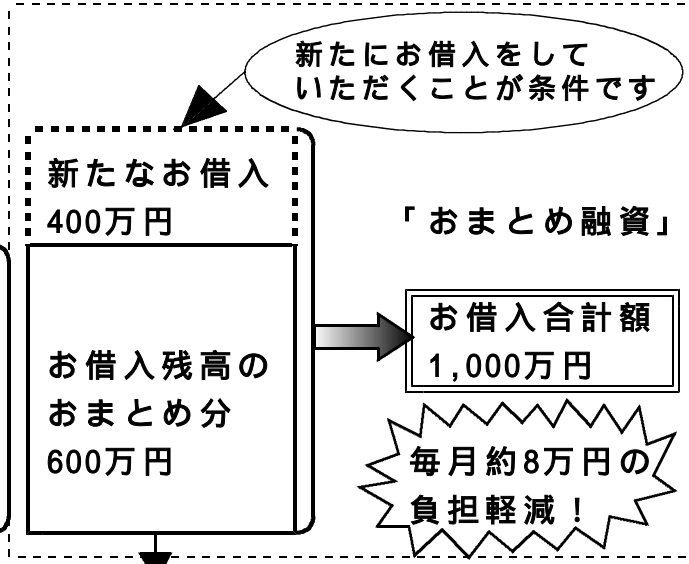 新たにお借入をして
いただくことが条件です
新たなお借入
400万円
「おまとめ融資」
お借入合計額
1,000万円
お借入残高の
おまとめ分
600万円
毎月約8万円の
負担軽減！